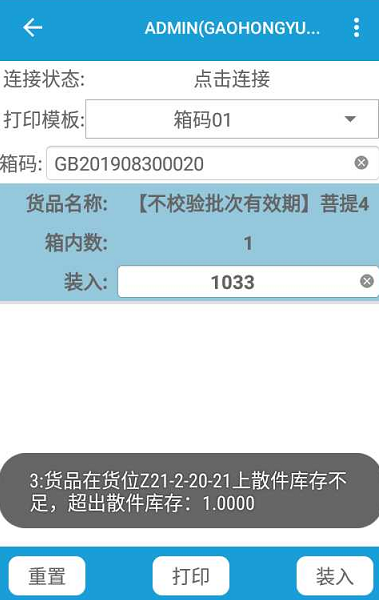 ADMIN(GAOHONGYU...
连接状态: 点击连接
打印模板: 箱码01
箱码: GB201908300020
货品名称: 【不校验批次有效期】菩提4
箱内数: 1
装入: 1033
3:货品在货位Z21-2-20-21上散件库存不
足，超出散件库存：1.0000
重置 打印 装入